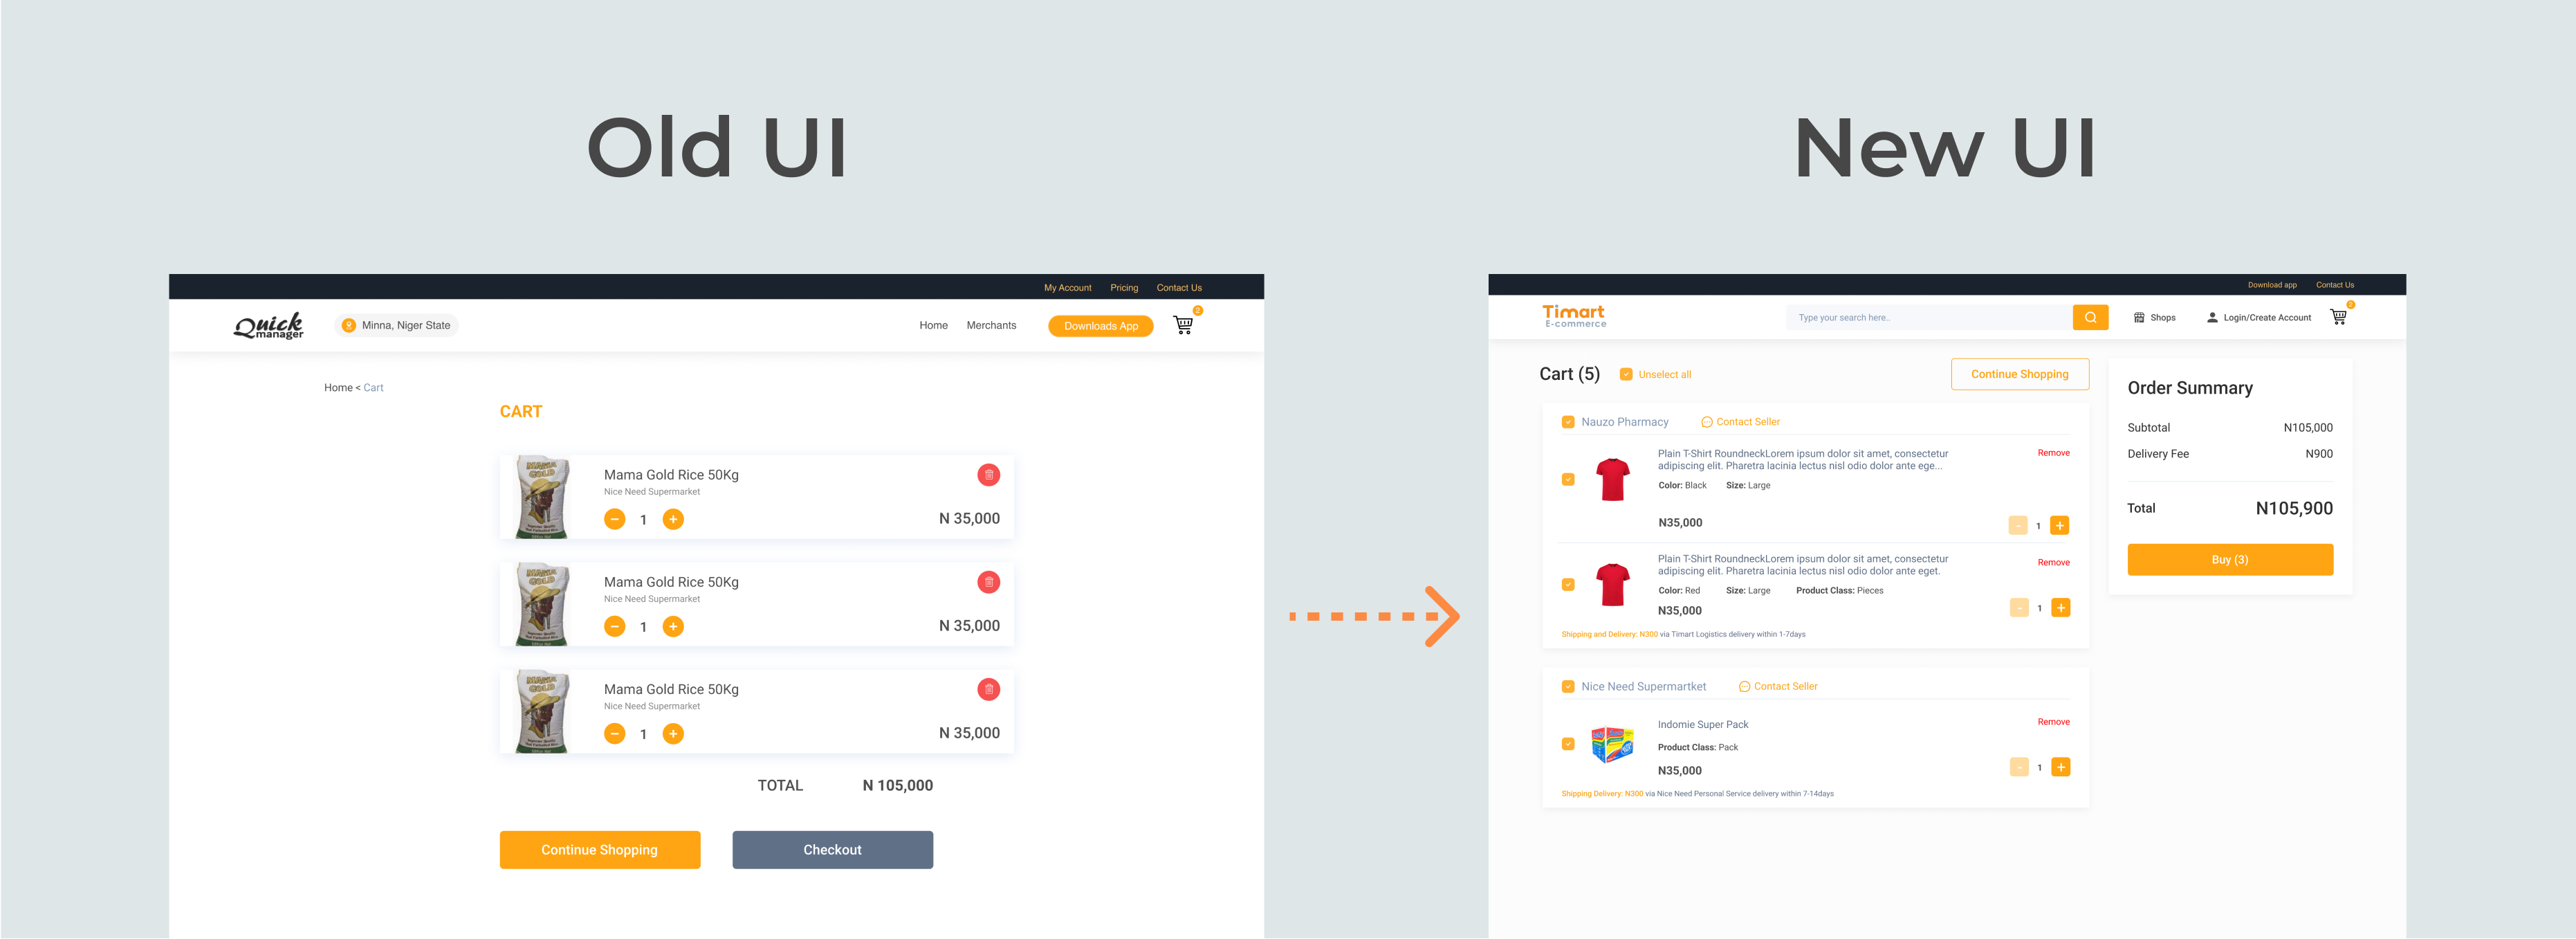 Old UI
New UI
My Account Pricing Contact Us
Quick
manager
Minna, Niger State
Home Merchants Downloads App 2
Home < Cart
CART
MAMA
GOLD
Mama Gold Rice 50Kg
Nice Need Supermarket
- 1 +
N 35,000
MAMA
GOLD
Mama Gold Rice 50Kg
Nice Need Supermarket
- 1 +
N 35,000
MAMA
GOLD
Mama Gold Rice 50Kg
Nice Need Supermarket
- 1 +
N 35,000
TOTAL N 105,000
Continue Shopping Checkout
Download app Contact Us
Timart
E-commerce
Type your search here..
Shops Login/Create Account 2
Cart (5) Unselect all Continue Shopping
Nauzo Pharmacy Contact Seller
Plain T-Shirt RoundneckLorem ipsum dolor sit amet, consectetur
adipiscing elit. Pharetra lacinia lectus nisl odio dolor ante ege...
Remove
Color: Black Size: Large
N35,000 - 1 +
Plain T-Shirt RoundneckLorem ipsum dolor sit amet, consectetur
adipiscing elit. Pharetra lacinia lectus nisl odio dolor ante eget.
Remove
Color: Red Size: Large Product Class: Pieces
N35,000 - 1 +
Shipping and Delivery: N300 via Timart Logistics delivery within 1-7days
Nice Need Supermartket Contact Seller
Indomie Super Pack Remove
Product Class: Pack
N35,000 - 1 +
Shipping Delivery: N300 via Nice Need Personal Service delivery within 7-14days
Order Summary
Subtotal N105,000
Delivery Fee N900
Total N105,900
Buy (3)